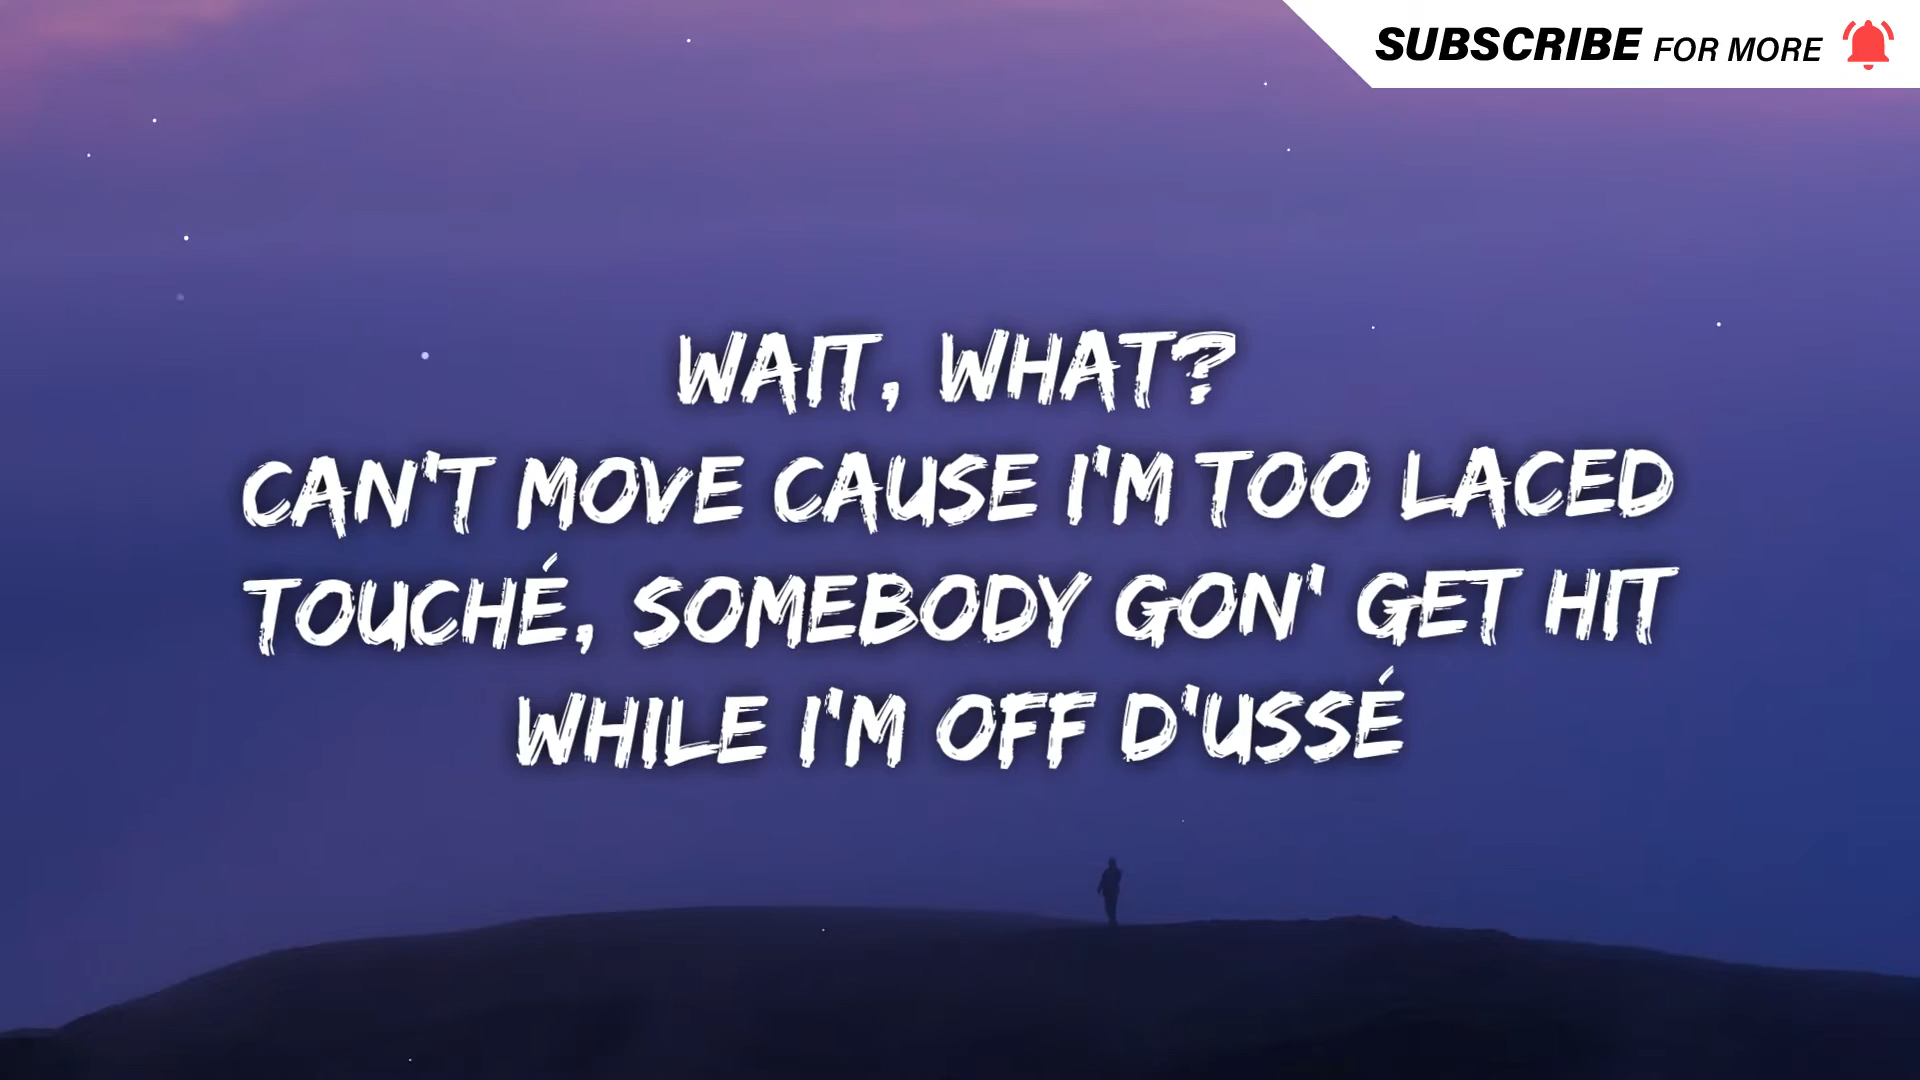 SUBSCRIBE FOR MORE
WAIT, WHAT?
CAN'T MOVE CAUSE I'M TOO LACED
TOUCHÉ, SOMEBODY GON' GET HIT
WHILE I'M OFF D'USSÉ